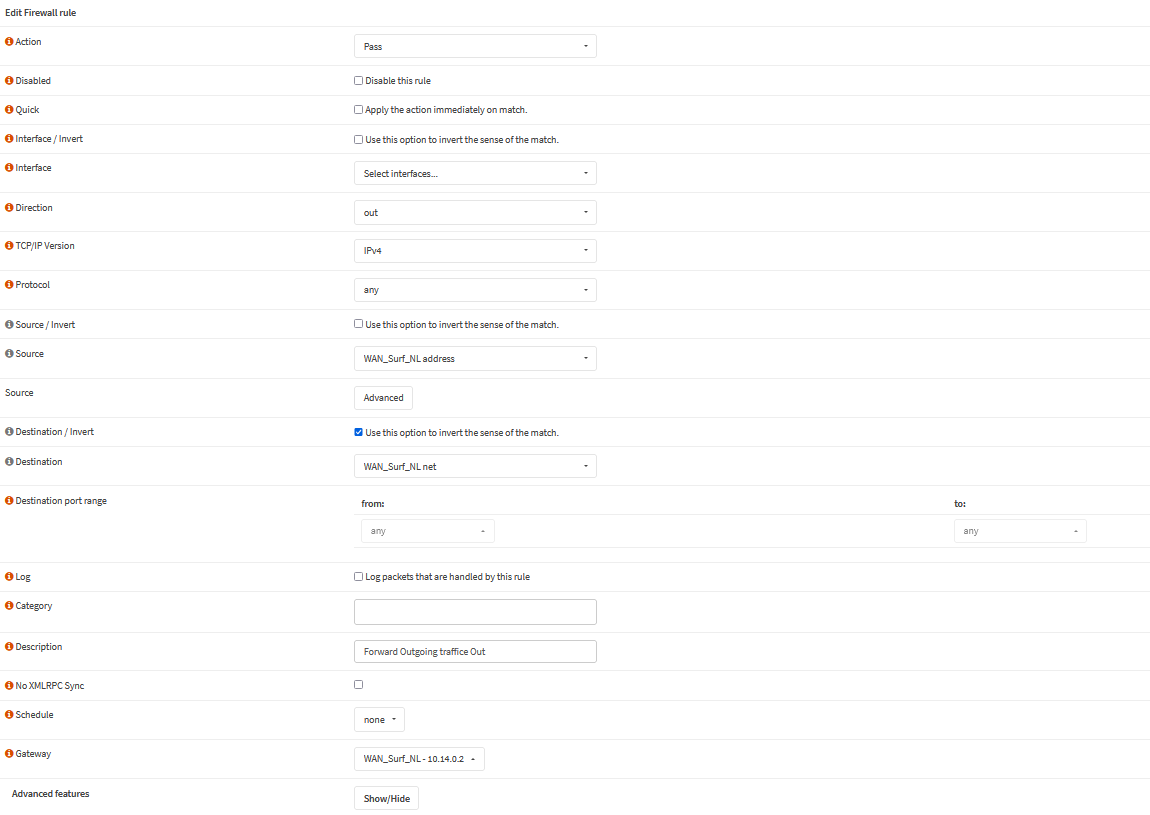 Edit Firewall rule
Action
Pass
Disabled
Disable this rule
Quick
Apply the action immediately on match.
Interface / Invert
Use this option to invert the sense of the match.
Interface
Select interfaces...
Direction
out
TCP/IP Version
IPv4
Protocol
any
Source / Invert
Use this option to invert the sense of the match.
Source
WAN_Surf_NL address
Source
Advanced
Destination / Invert
Use this option to invert the sense of the match.
Destination
WAN_Surf_NL net
Destination port range
from: to:
any any
Log
Log packets that are handled by this rule
Category
Description
Forward Outgoing traffice Out
No XMLRPC Sync
Schedule
none
Gateway
WAN_Surf_NL - 10.14.0.2
Advanced features
Show/Hide